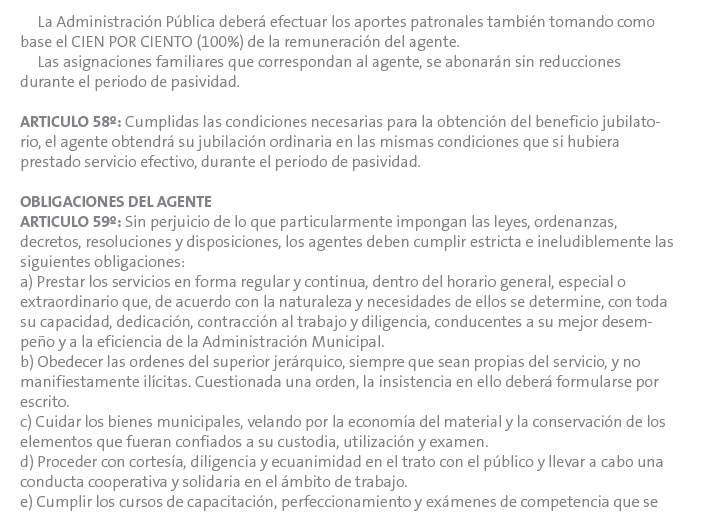 La Administración Pública deberá efectuar los aportes patronales también tomando como
base el CIEN POR CIENTO (100%) de la remuneración del agente.
Las asignaciones familiares que correspondan al agente, se abonarán sin reducciones
durante el periodo de pasividad.
ARTICULO 58º: Cumplidas las condiciones necesarias para la obtención del beneficio jubilato-
rio, el agente obtendrá su jubilación ordinaria en las mismas condiciones que si hubiera
prestado servicio efectivo, durante el periodo de pasividad.
OBLIGACIONES DEL AGENTE
ARTICULO 59º: Sin perjuicio de lo que particularmente impongan las leyes, ordenanzas,
decretos, resoluciones y disposiciones, los agentes deben cumplir estricta e ineludiblemente las
siguientes obligaciones:
a) Prestar los servicios en forma regular y continua, dentro del horario general, especial o
extraordinario que, de acuerdo con la naturaleza y necesidades de ellos se determine, con toda
su capacidad, dedicación, contracción al trabajo y diligencia, conducentes a su mejor desem-
peño y a la eficiencia de la Administración Municipal.
b) Obedecer las ordenes del superior jerárquico, siempre que sean propias del servicio, y no
manifiestamente ilícitas. Cuestionada una orden, la insistencia en ello deberá formularse por
escrito.
c) Cuidar los bienes municipales, velando por la economía del material y la conservación de los
elementos que fueran confiados a su custodia, utilización y examen.
d) Proceder con cortesía, diligencia y ecuanimidad en el trato con el público y llevar a cabo una
conducta cooperativa y solidaria en el ámbito de trabajo.
e) Cumplir los cursos de capacitación, perfeccionamiento y exámenes de competencia que se